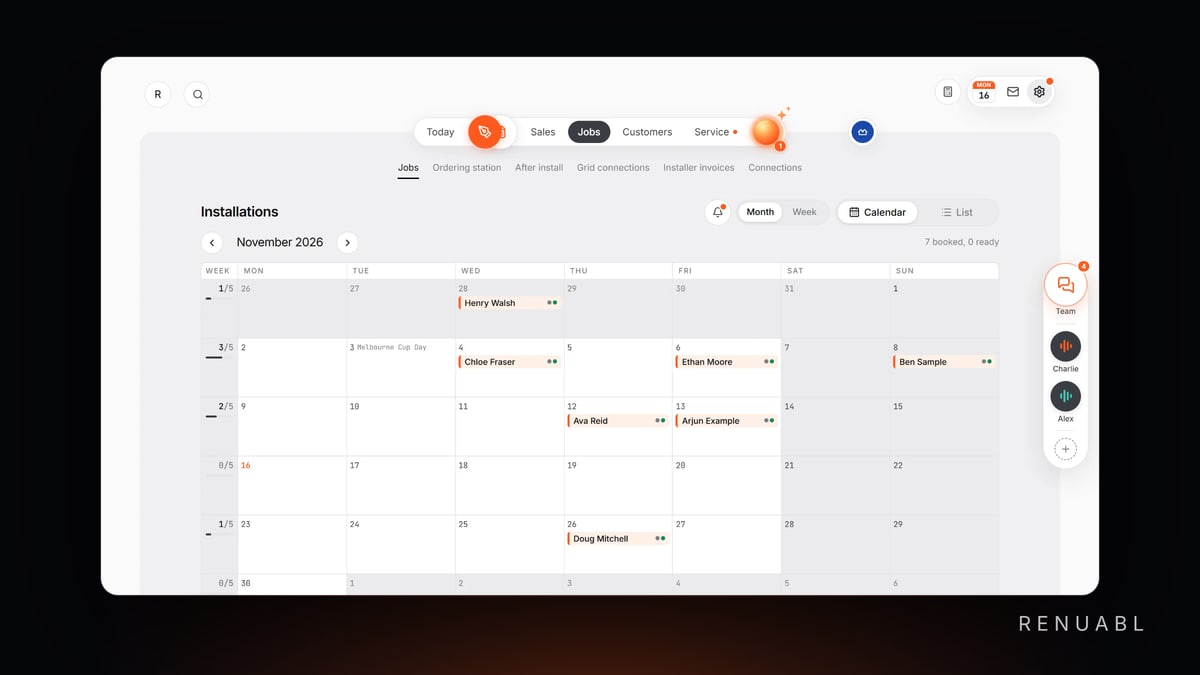 R
MON
16
Today
Sales
Jobs
Customers
Service
1
Jobs
Ordering station
After install
Grid connections
Installer invoices
Connections
Installations
Month
Week
Calendar
List
November 2026
7 booked, 0 ready
WEEK MON TUE WED THU FRI SAT SUN
1/5 26 27 28 29 30 31 1
Henry Walsh
3/5 2 3 Melbourne Cup Day 4 5 6 7 8
Chloe Fraser Ethan Moore Ben Sample
2/5 9 10 11 12 13 14 15
Ava Reid Arjun Example
0/5 16 17 18 19 20 21 22
1/5 23 24 25 26 27 28 29
Doug Mitchell
0/5 30 1 2 3 4 5 6
4
Team
Charlie
Alex
RENUABL